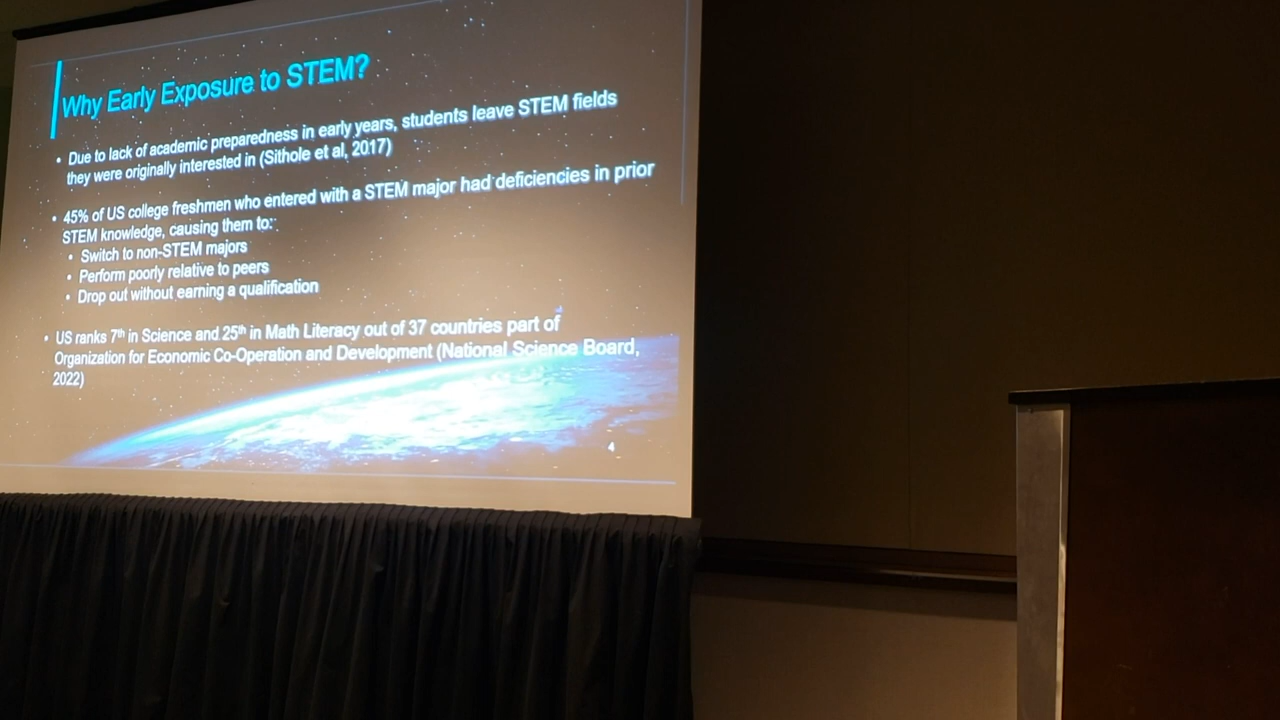 Why Early Exposure to STEM?
• Due to lack of academic preparedness in early years, students leave STEM fields
they were originally interested in (Sithole et al, 2017)
• 45% of US college freshmen who entered with a STEM major had deficiencies in prior
STEM knowledge, causing them to:
• Switch to non-STEM majors
• Perform poorly relative to peers
• Drop out without earning a qualification
• US ranks 7th in Science and 25th in Math Literacy out of 37 countries part of
Organization for Economic Co-Operation and Development (National Science Board,
2022)
4